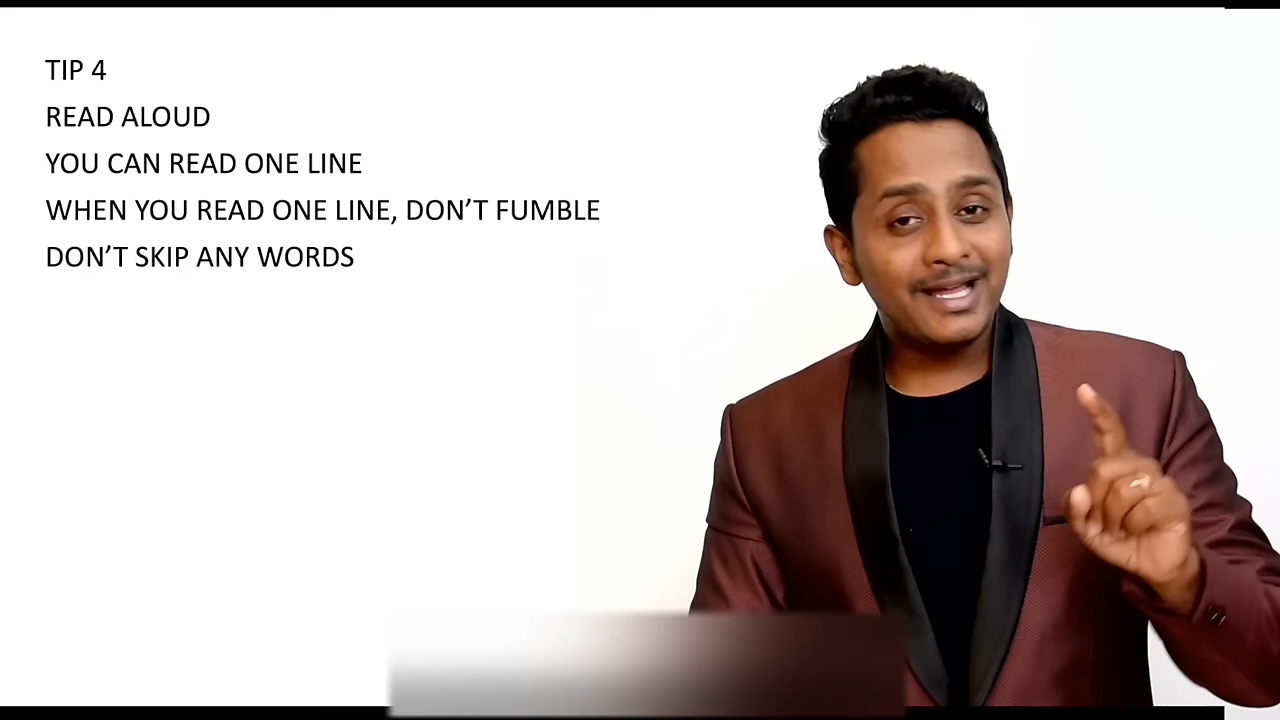 TIP 4
READ ALOUD
YOU CAN READ ONE LINE
WHEN YOU READ ONE LINE, DON’T FUMBLE
DON’T SKIP ANY WORDS